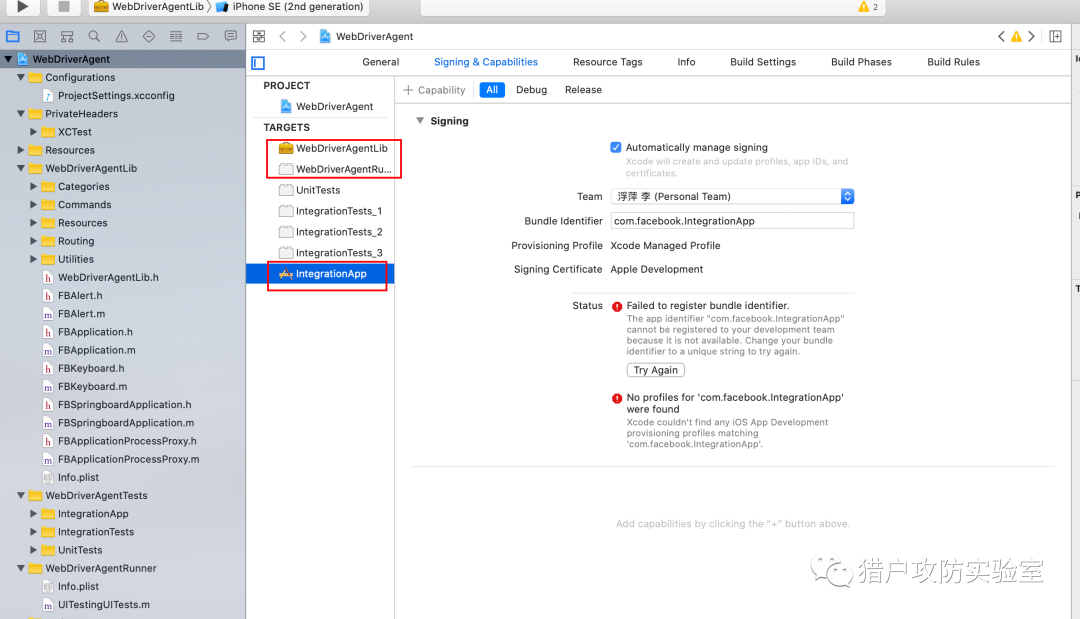 WebDriverAgentLib 〉 iPhone SE (2nd generation)
2
WebDriverAgent
WebDriverAgent
Configurations
ProjectSettings.xcconfig
PrivateHeaders
XCTest
Resources
WebDriverAgentLib
Categories
Commands
Resources
Routing
Utilities
WebDriverAgentLib.h
FBAlert.h
FBAlert.m
FBApplication.h
FBApplication.m
FBKeyboard.h
FBKeyboard.m
FBSpringboardApplication.h
FBSpringboardApplication.m
FBApplicationProcessProxy.h
FBApplicationProcessProxy.m
Info.plist
WebDriverAgentTests
IntegrationApp
IntegrationTests
UnitTests
WebDriverAgentRunner
Info.plist
UITestingUITests.m
General Signing & Capabilities Resource Tags Info Build Settings Build Phases Build Rules
PROJECT
WebDriverAgent
TARGETS
WebDriverAgentLib
WebDriverAgentRu...
UnitTests
IntegrationTests_1
IntegrationTests_2
IntegrationTests_3
IntegrationApp
+ Capability All Debug Release
Signing
Automatically manage signing
Xcode will create and update profiles, app IDs, and
certificates.
Team 浮萍 李 (Personal Team)
Bundle Identifier com.facebook.IntegrationApp
Provisioning Profile Xcode Managed Profile
Signing Certificate Apple Development
Status Failed to register bundle identifier.
The app identifier "com.facebook.IntegrationApp"
cannot be registered to your development team
because it is not available. Change your bundle
identifier to a unique string to try again.
Try Again
No profiles for 'com.facebook.IntegrationApp'
were found
Xcode couldn't find any iOS App Development
provisioning profiles matching
'com.facebook.IntegrationApp'.
Add capabilities by clicking the "+" button above.
猎户攻防实验室